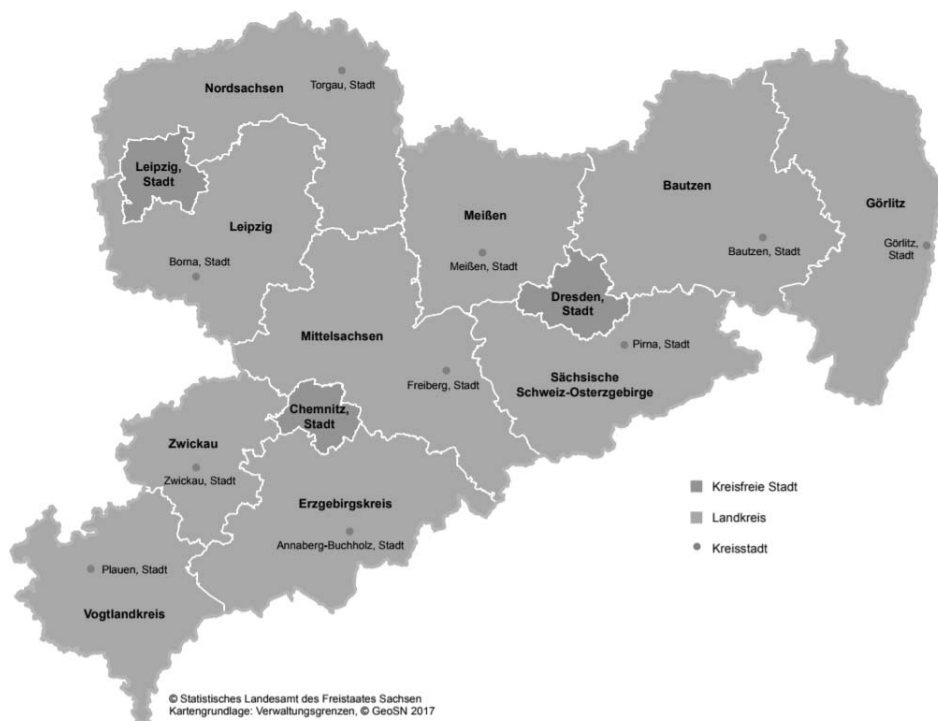 Nordsachsen
Torgau, Stadt
Leipzig,
Stadt
Leipzig
Borna, Stadt
Meißen
Meißen, Stadt
Bautzen
Bautzen, Stadt
Görlitz
Görlitz,
Stadt
Dresden,
Stadt
Mittelsachsen
Freiberg, Stadt
Pirna, Stadt
Sächsische
Schweiz-Osterzgebirge
Chemnitz,
Stadt
Zwickau
Zwickau, Stadt
Erzgebirgskreis
Annaberg-Buchholz, Stadt
Plauen, Stadt
Vogtlandkreis
Kreisfreie Stadt
Landkreis
Kreisstadt
© Statistisches Landesamt des Freistaates Sachsen
Kartengrundlage: Verwaltungsgrenzen, © GeoSN 2017